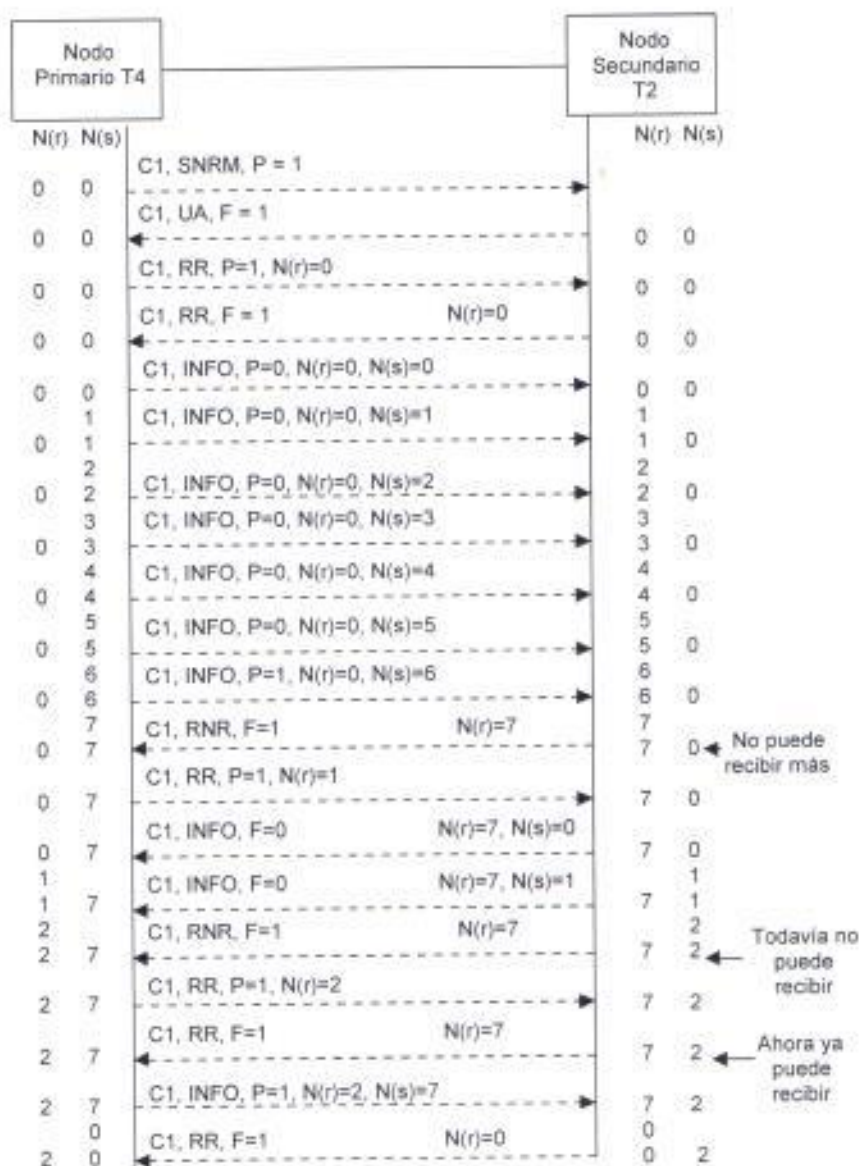 Nodo
Primario T4
Nodo
Secundario
T2
N(r) N(s)
N(r) N(s)
C1, SNRM, P = 1
0 0
C1, UA, F = 1
0 0
0 0
C1, RR, P=1, N(r)=0
0 0
0 0
C1, RR, F = 1 N(r)=0
0 0
0 0
C1, INFO, P=0, N(r)=0, N(s)=0
0 0
0 0
1
C1, INFO, P=0, N(r)=0, N(s)=1
1
0 1
1 0
2
C1, INFO, P=0, N(r)=0, N(s)=2
2
0 2
2 0
3
C1, INFO, P=0, N(r)=0, N(s)=3
3
0 3
3 0
4
C1, INFO, P=0, N(r)=0, N(s)=4
4
0 4
4 0
5
C1, INFO, P=0, N(r)=0, N(s)=5
5
0 5
5 0
6
C1, INFO, P=1, N(r)=0, N(s)=6
6
0 6
6 0
7
C1, RNR, F=1 N(r)=7
7
0 7
7 0
No puede
recibir más
C1, RR, P=1, N(r)=1
0 7
7 0
C1, INFO, F=0 N(r)=7, N(s)=0
0 7
7 0
1
C1, INFO, F=0 N(r)=7, N(s)=1
1
1 7
7 1
2
C1, RNR, F=1 N(r)=7
2
2 7
7 2
Todavía no
puede
recibir
C1, RR, P=1, N(r)=2
2 7
7 2
C1, RR, F=1 N(r)=7
2 7
7 2
Ahora ya
puede
recibir
C1, INFO, P=1, N(r)=2, N(s)=7
2 7
7 2
0
C1, RR, F=1 N(r)=0
0
2 0
0 2